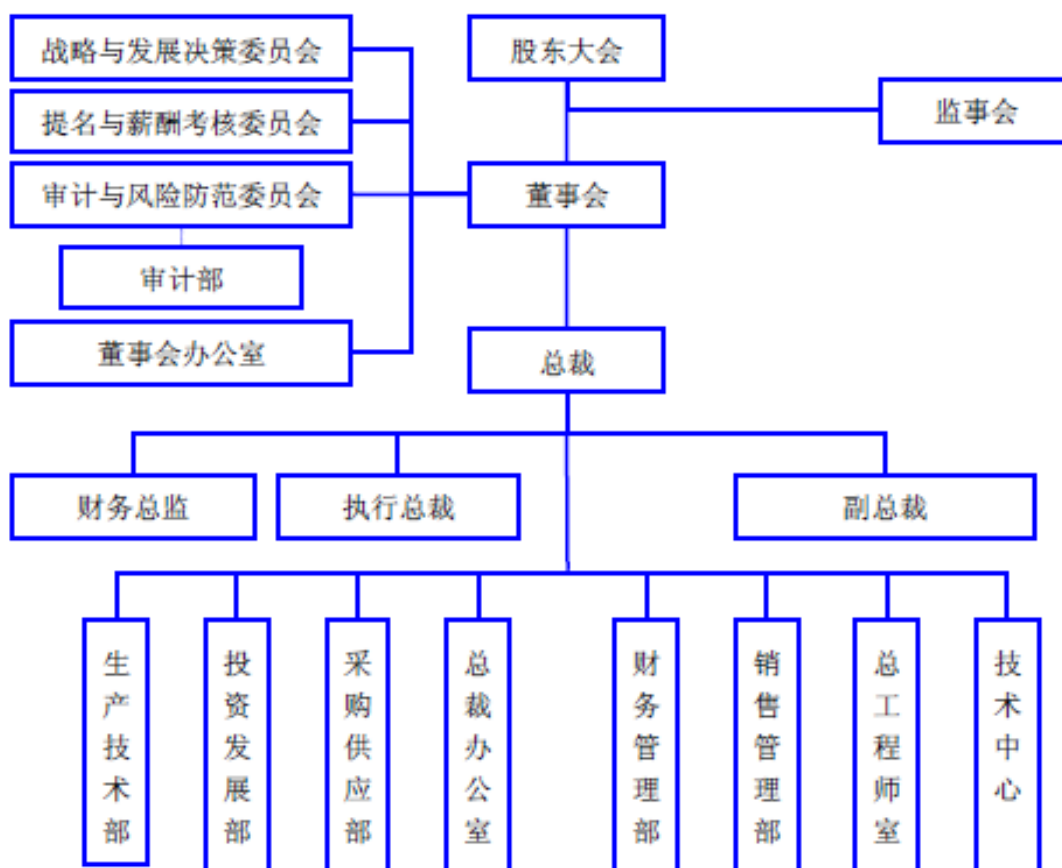 战略与发展决策委员会
股东大会
提名与薪酬考核委员会
监事会
审计与风险防范委员会
董事会
审计部
董事会办公室
总裁
财务总监
执行总裁
副总裁
生产技术部
投资发展部
采购供应部
总裁办公室
财务管理部
销售管理部
总工程师室
技术中心